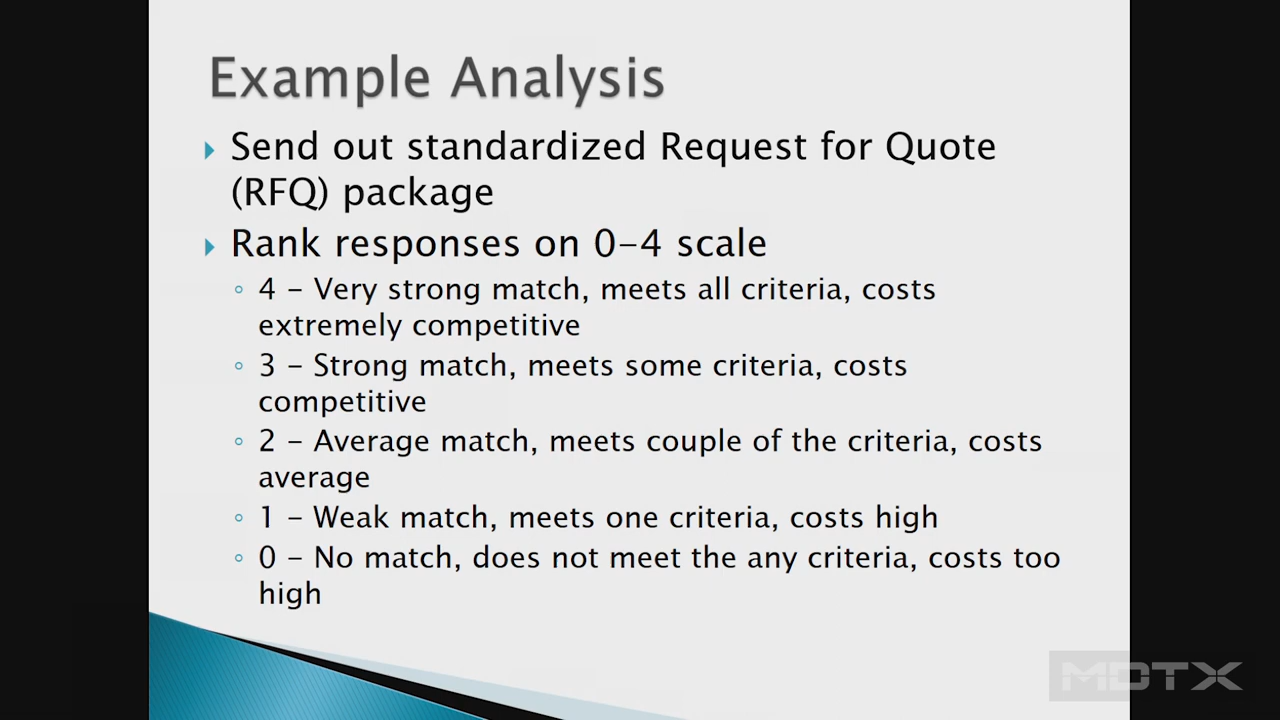 Example Analysis
Send out standardized Request for Quote
(RFQ) package
Rank responses on 0-4 scale
4 - Very strong match, meets all criteria, costs
extremely competitive
3 - Strong match, meets some criteria, costs
competitive
2 - Average match, meets couple of the criteria, costs
average
1 - Weak match, meets one criteria, costs high
0 - No match, does not meet the any criteria, costs too
high
MDTX